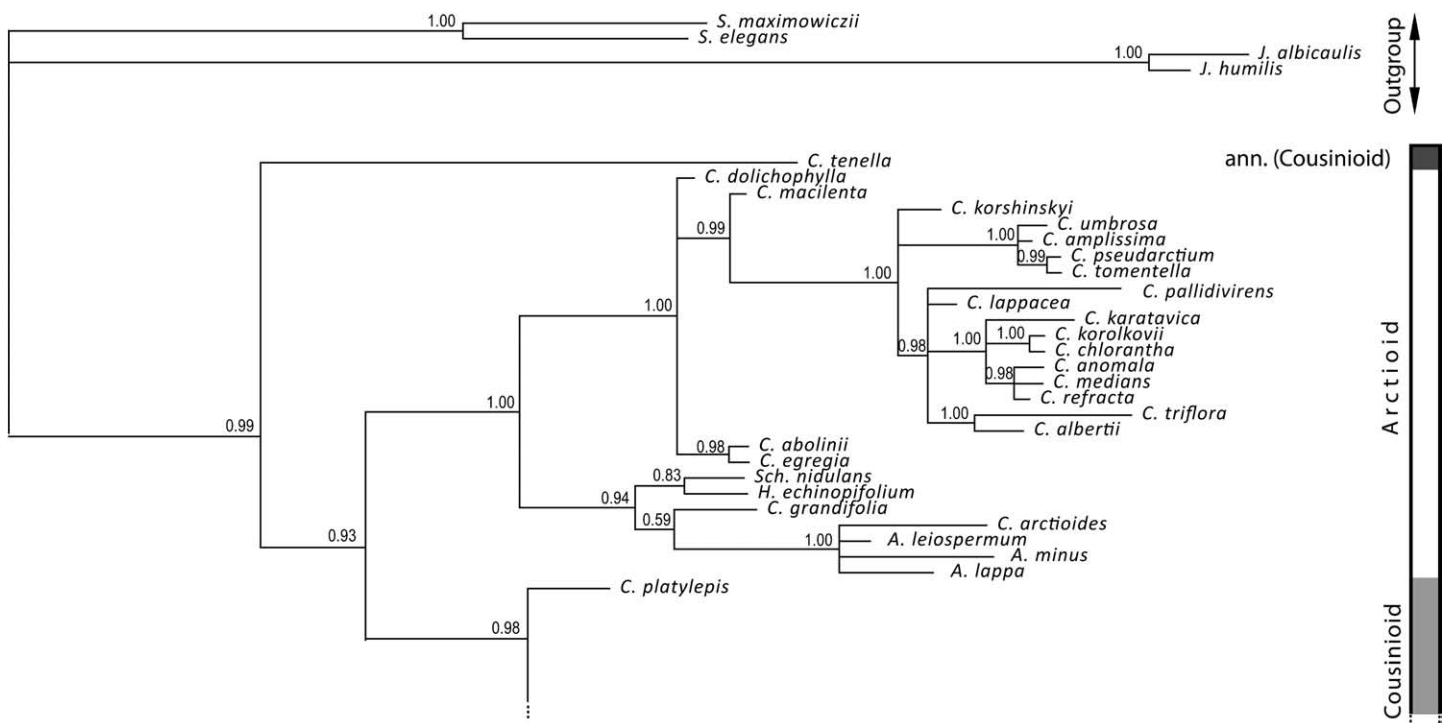 1.00
S. maximowiczii
S. elegans
1.00
J. albicaulis
J. humilis
Outgroup
C. tenella
ann. (Cousinioid)
C. dolichophylla
C. macilenta
C. korshinskyi
C. umbrosa
1.00
C. amplissima
0.99
C. pseudarctium
C. tomentella
0.99
1.00
C. pallidivirens
C. lappacea
1.00
C. karatavica
1.00
C. korolkovii
C. chlorantha
0.98
1.00
C. anomala
0.98
C. medians
C. refracta
C. triflora
1.00
C. albertii
Arctioid
1.00
0.99
C. abolinii
0.98
C. egregia
Sch. nidulans
0.83
H. echinopifolium
0.94
C. grandifolia
0.59
C. arctioides
1.00
A. leiospermum
A. minus
A. lappa
0.93
C. platylepis
0.98
Cousinioid